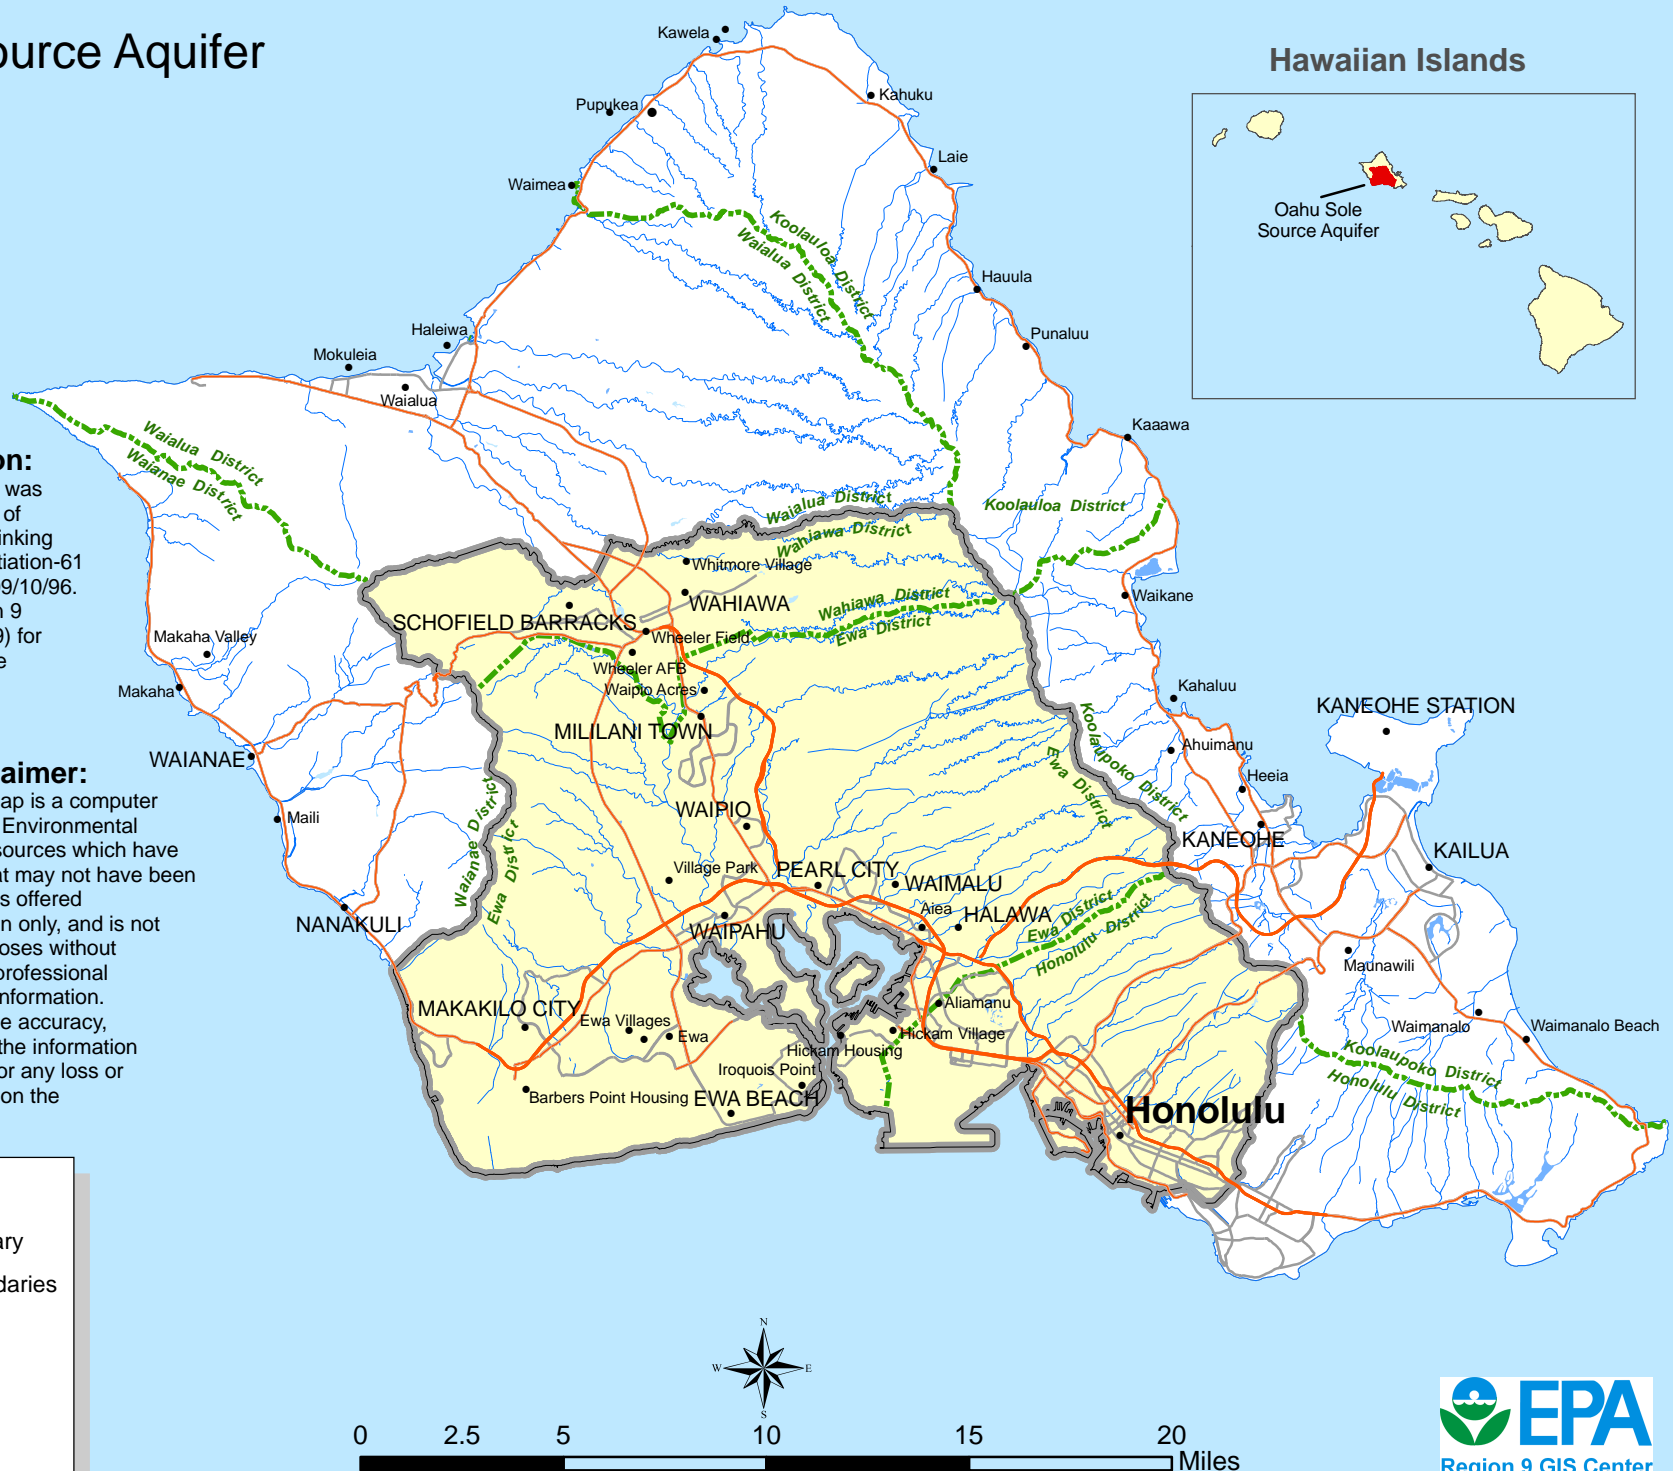 ource Aquifer
Hawaiian Islands
Oahu Sole
Source Aquifer
Kawela
Kahuku
Pupukea
Laie
Waimea
Koolauloa District
Waialua District
Hauula
Punaluu
Haleiwa
Mokuleia
Waialua
Kaaawa
Waialua District
Waianae District
Waialua District
Wahiawa District
Koolauloa District
on:
was
of
inking
tiation-61
09/10/96.
n 9
9) for
e
Whitmore Village
WAHIAWA
Wahiawa District
Ewa District
Waikane
SCHOFIELD BARRACKS
Wheeler Field
Makaha Valley
Wheeler AFB
Waipio Acres
Makaha
Kahaluu
KANEOHE STATION
MILILANI TOWN
Koolaupoko District
Ewa District
Ahuimanu
WAIANAE
Heeia
aimer:
ap is a computer
Environmental
sources which have
at may not have been
s offered
n only, and is not
oses without
professional
nformation.
e accuracy,
the information
or any loss or
on the
Maili
Waianae District
Ewa District
WAIPIO
KANEOHE
KAILUA
Village Park
PEARL CITY
WAIMALU
Aiea
HALAWA
NANAKULI
WAIPAHU
Ewa District
Honolulu District
Maunawili
MAKAKILO CITY
Ewa Villages
Ewa
Aliamanu
Hickam Village
Hickam Housing
Waimanalo
Waimanalo Beach
Iroquois Point
Barbers Point Housing
EWA BEACH
Koolaupoko District
Honolulu District
Honolulu
ary
daries
N
W
E
S
0 2.5 5 10 15 20
Miles
EPA
Region 9 GIS Center